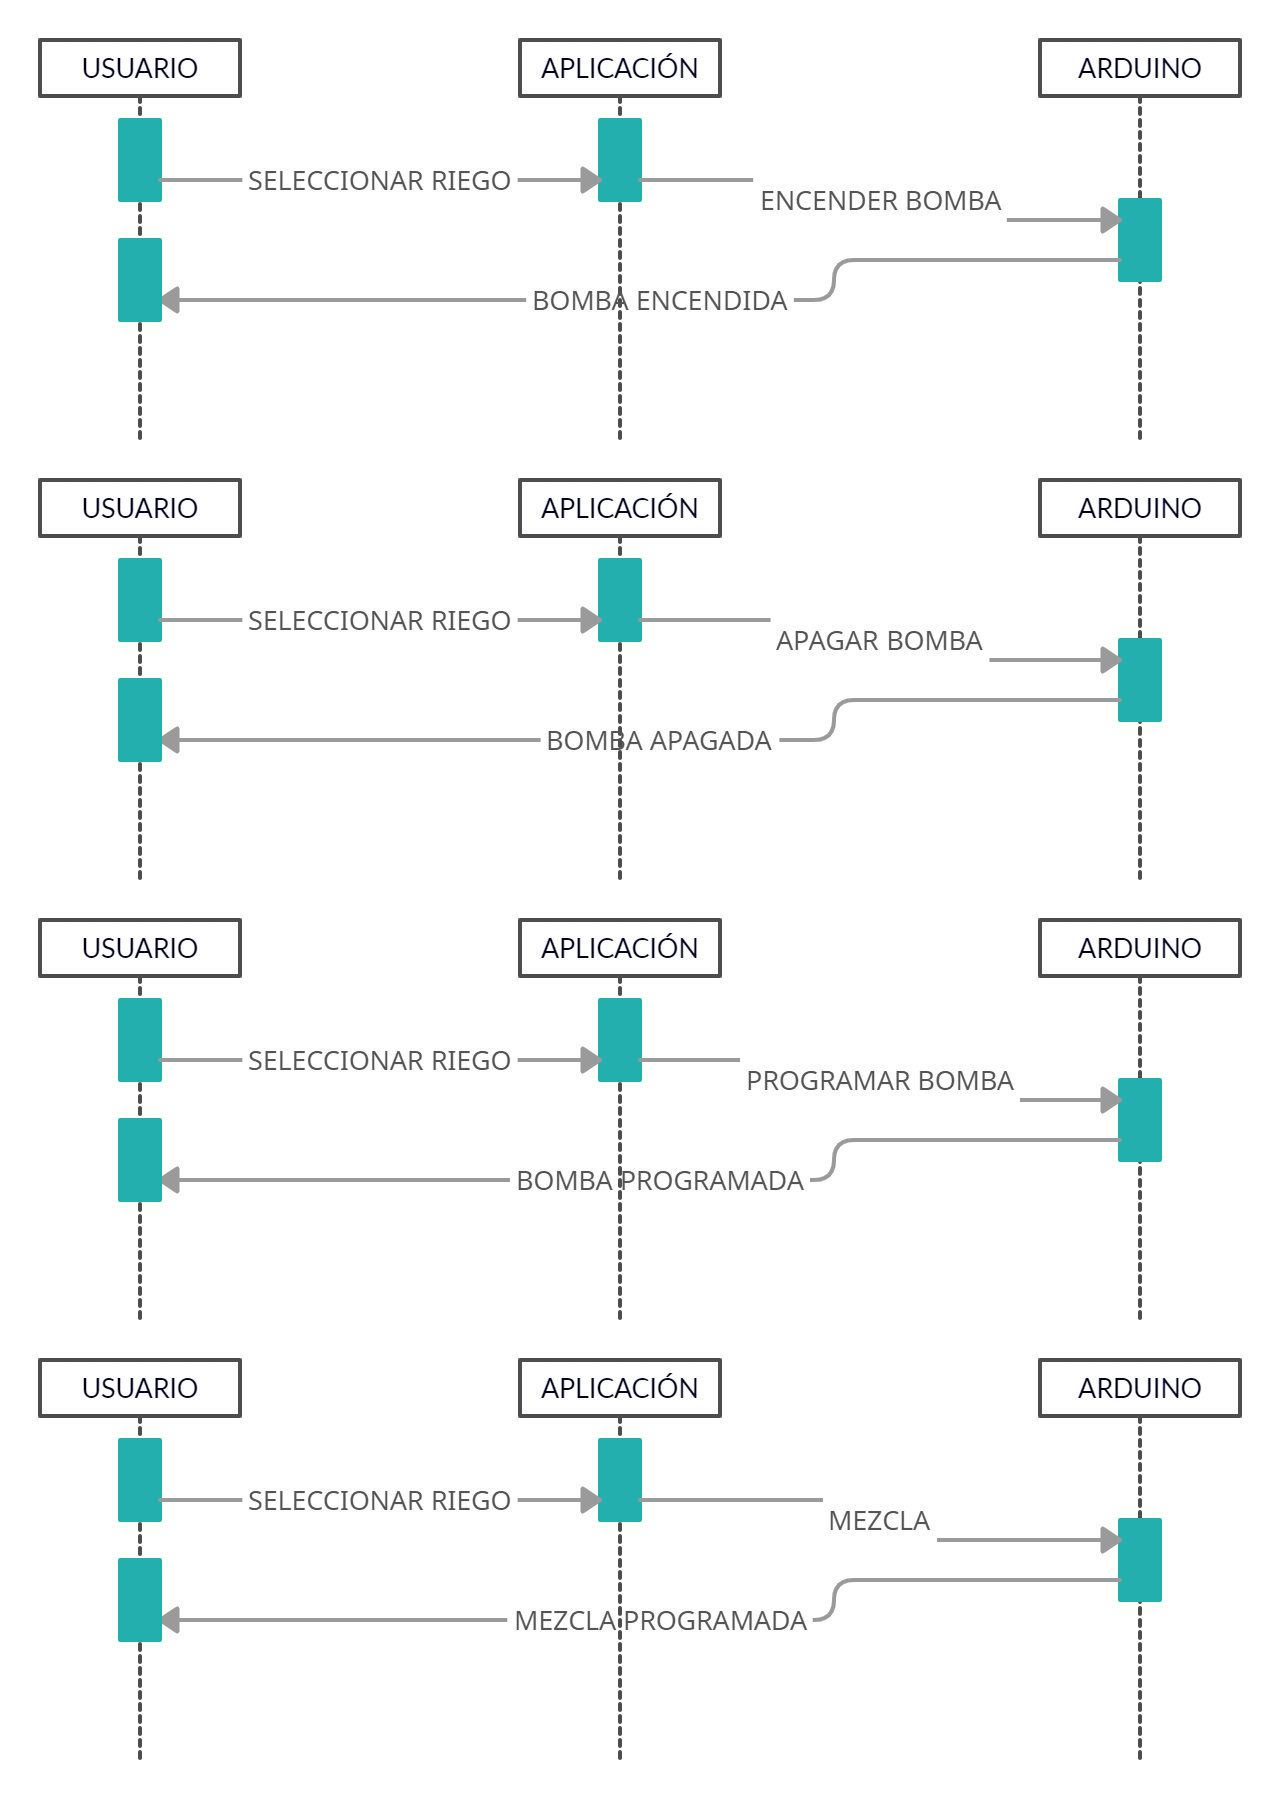 USUARIO
APLICACIÓN
ARDUINO
SELECCIONAR RIEGO
ENCENDER BOMBA
BOMBA ENCENDIDA
USUARIO
APLICACIÓN
ARDUINO
SELECCIONAR RIEGO
APAGAR BOMBA
BOMBA APAGADA
USUARIO
APLICACIÓN
ARDUINO
SELECCIONAR RIEGO
PROGRAMAR BOMBA
BOMBA PROGRAMADA
USUARIO
APLICACIÓN
ARDUINO
SELECCIONAR RIEGO
MEZCLA
MEZCLA PROGRAMADA